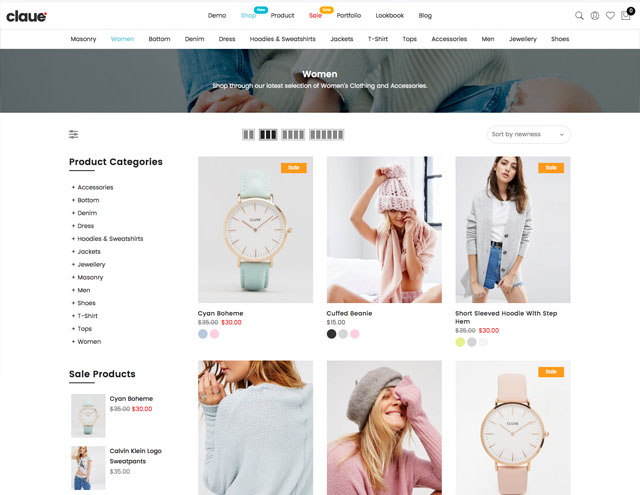 claue
Demo
New
Shop
Product
Sale
Sale
Portfolio
Lookbook
Blog
0
Masonry
Women
Bottom
Denim
Dress
Hoodies & Sweatshirts
Jackets
T-Shirt
Tops
Accessories
Men
Jewellery
Shoes
Women
Shop through our latest selection of Women's Clothing and Accessories.
Sort by newness
Product Categories
+ Accessories
+ Bottom
+ Denim
+ Dress
+ Hoodies & Sweatshirts
+ Jackets
+ Jewellery
+ Masonry
+ Men
+ Shoes
+ T-Shirt
+ Tops
+ Women
Sale Products
Cyan Boheme
$35.00 $30.00
Calvin Klein Logo
Sweatpants
$35.00
Sale
CLUSE
Cyan Boheme
$35.00 $30.00
Cuffed Beanie
$15.00
Sale
Short Sleeved Hoodie With Step
Hem
$35.00 $30.00
Sale
CLUSE